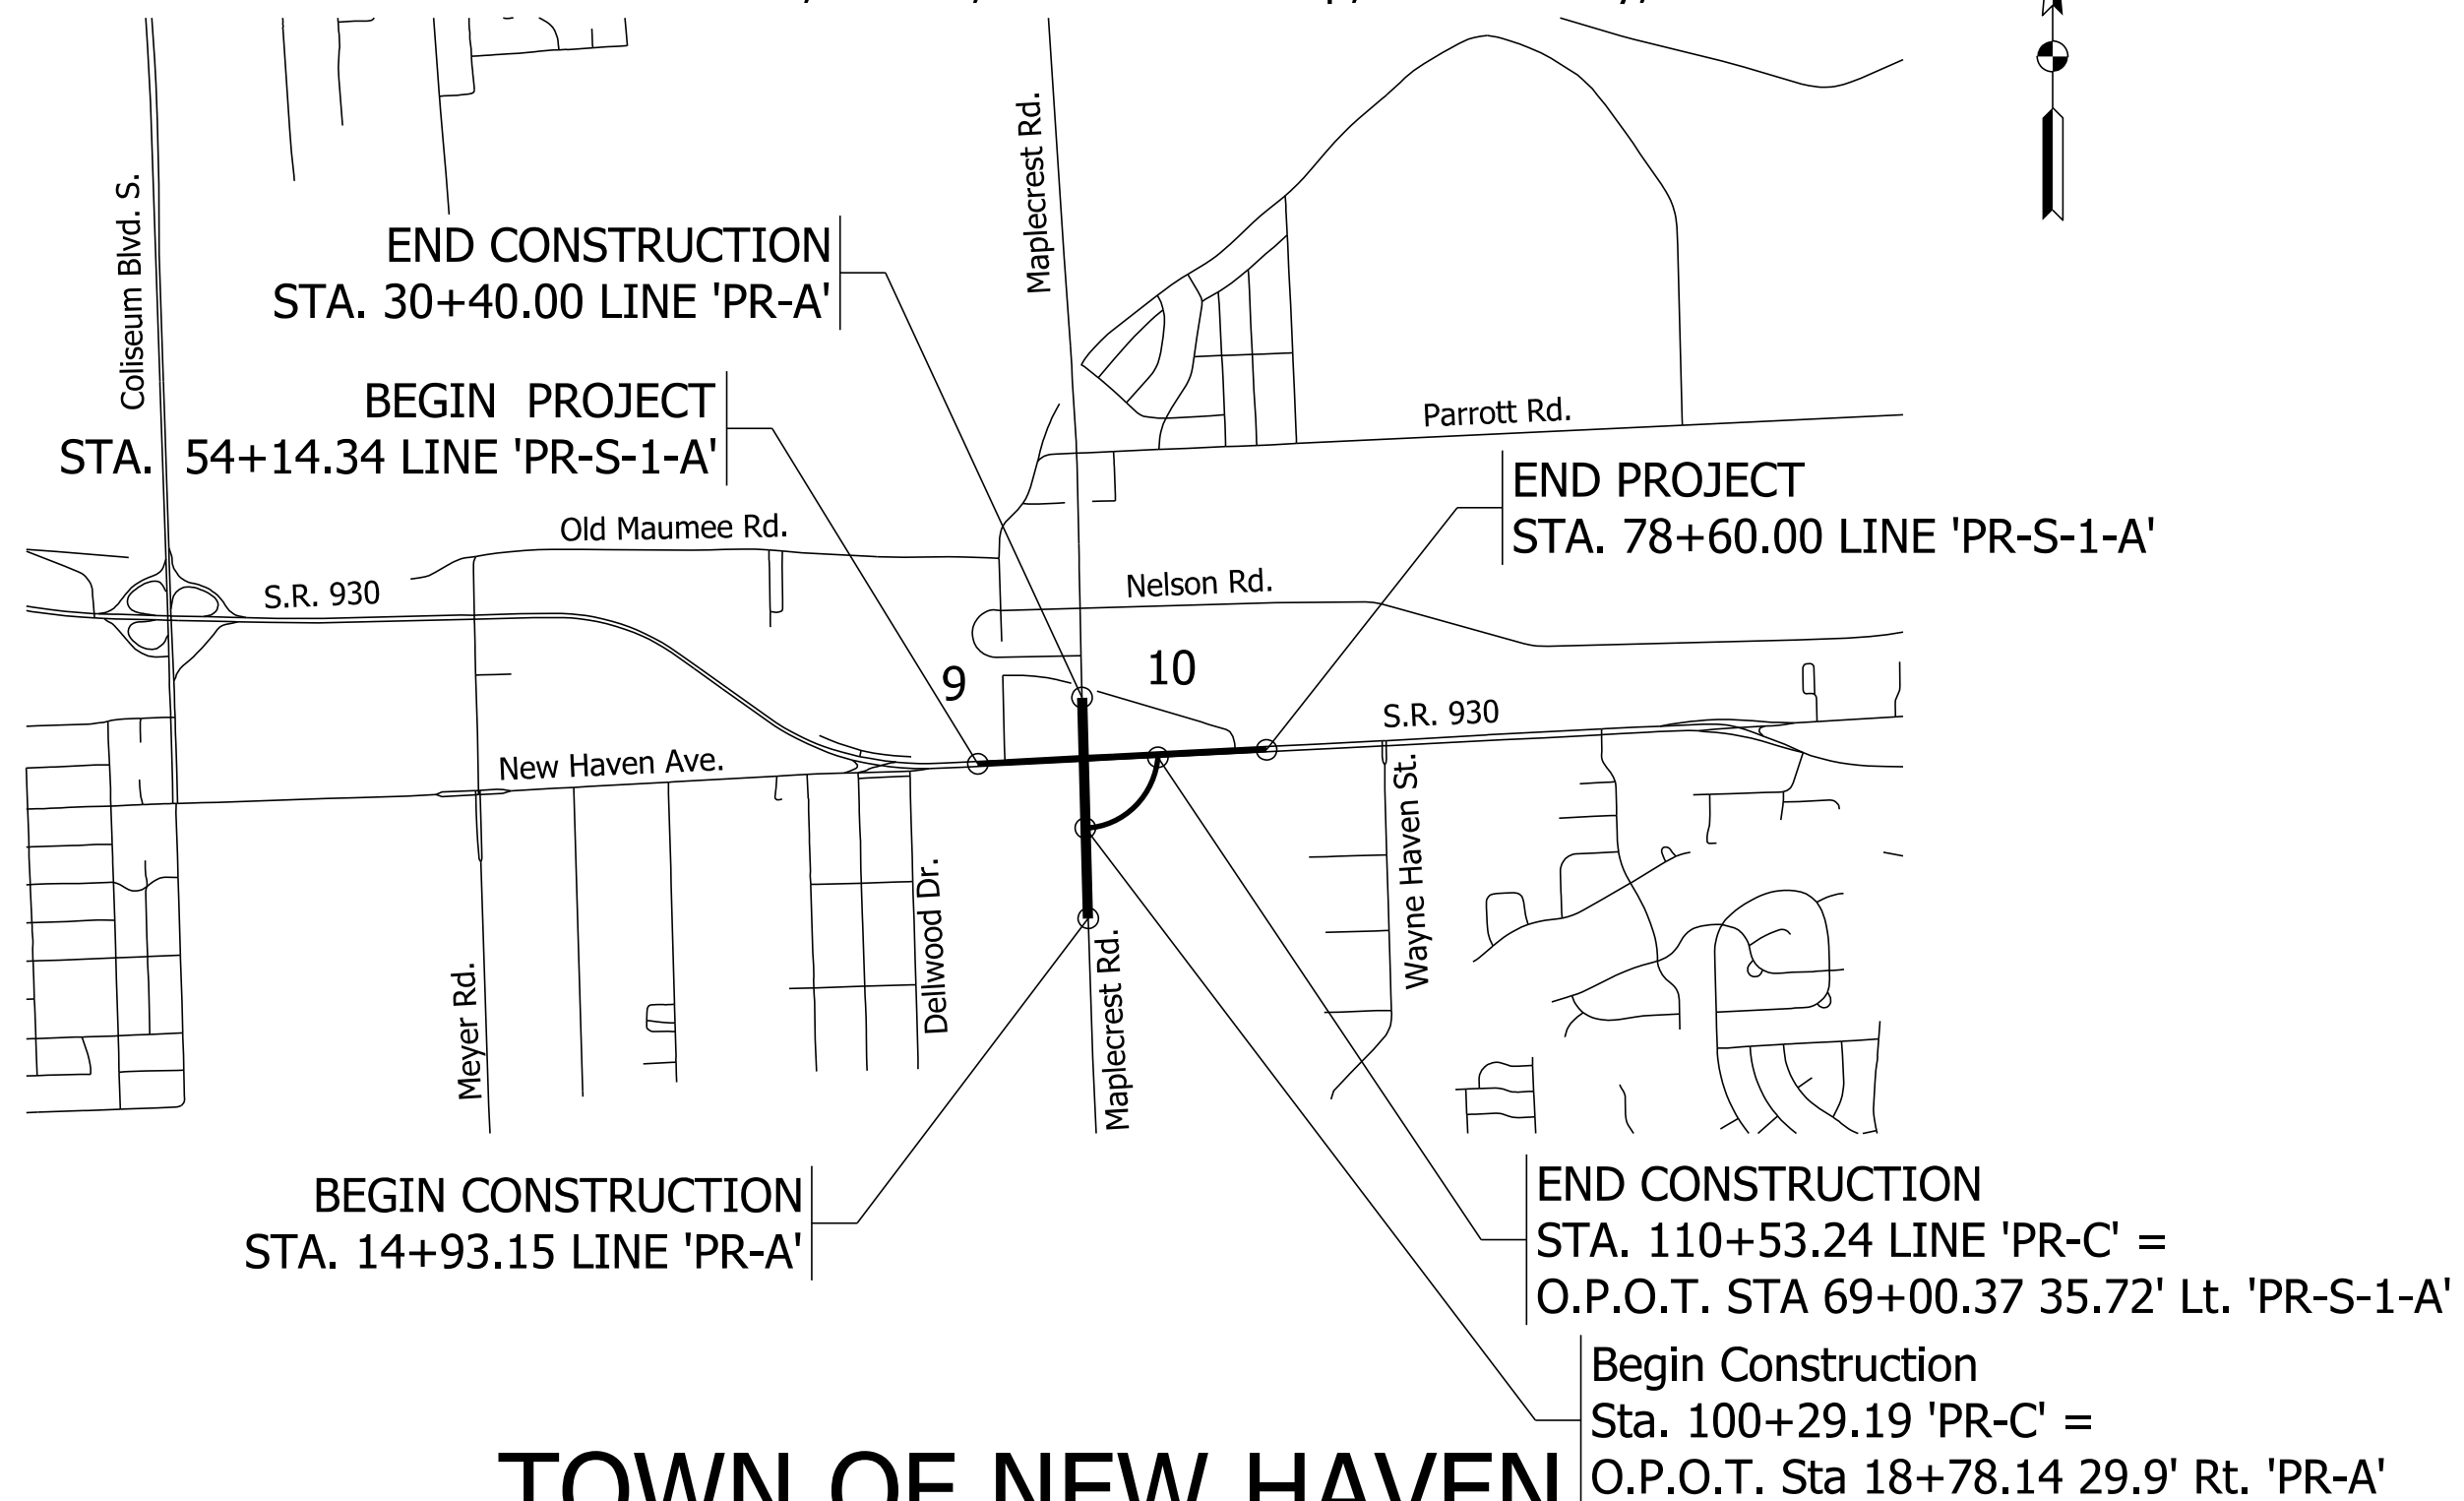 Maplecrest Rd.
Coliseum Blvd. S.
END CONSTRUCTION
STA. 30+40.00 LINE 'PR-A'
BEGIN PROJECT
STA. 54+14.34 LINE 'PR-S-1-A'
Parrott Rd.
END PROJECT
STA. 78+60.00 LINE 'PR-S-1-A'
Old Maumee Rd.
Nelson Rd.
S.R. 930
9
10
S.R. 930
New Haven Ave.
Wayne Haven St.
Dellwood Dr.
Meyer Rd.
Maplecrest Rd.
BEGIN CONSTRUCTION
STA. 14+93.15 LINE 'PR-A'
END CONSTRUCTION
STA. 110+53.24 LINE 'PR-C' =
O.P.O.T. STA 69+00.37 35.72' Lt. 'PR-S-1-A'
Begin Construction
Sta. 100+29.19 'PR-C' =
O.P.O.T. Sta 18+78.14 29.9' Rt. 'PR-A'
TOWN OF NEW HAVEN